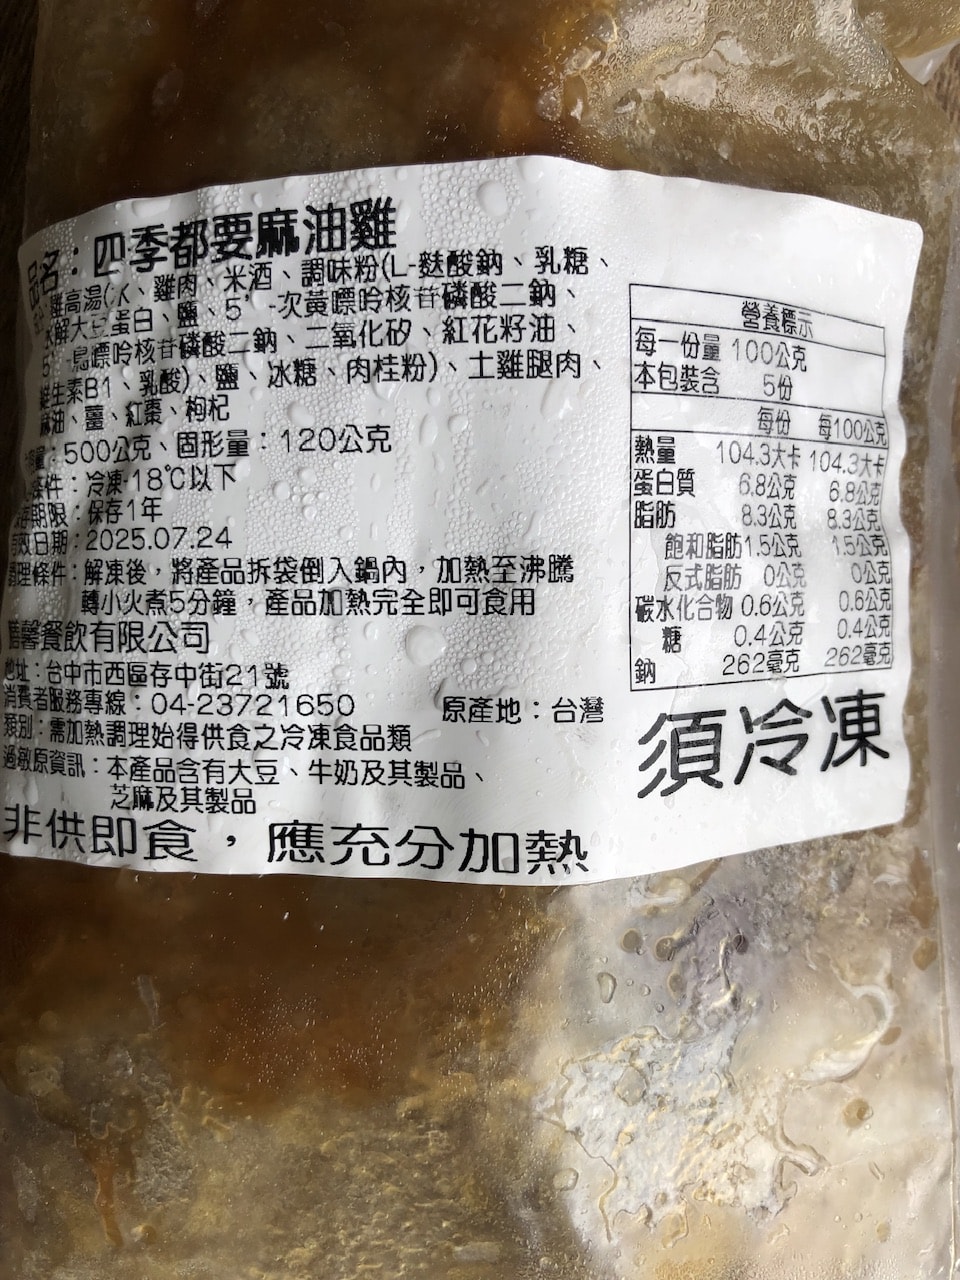 品名：四季都要麻油雞
雞高湯(水、雞肉、米酒、調味粉(L-麩酸鈉、乳糖、
水解大豆蛋白、鹽、5’-次黃嘌呤核苷磷酸二鈉、
5’-鳥嘌呤核苷磷酸二鈉、二氧化矽、紅花籽油、
維生素B1、乳酸)、鹽、冰糖、肉桂粉)、土雞腿肉、
麻油、薑、紅棗、枸杞
量：500公克、固形量：120公克
條件：冷凍-18℃以下
存期限：保存1年
有效日期：2025.07.24
調理條件：解凍後，將產品拆袋倒入鍋內，加熱至沸騰
轉小火煮5分鐘，產品加熱完全即可食用
馨餐飲有限公司
地址：台中市西區存中街21號
消費者服務專線：04-23721650
原產地：台灣
類別：需加熱調理始得供食之冷凍食品類
過敏原資訊：本產品含有大豆、牛奶及其製品、
芝麻及其製品
非供即食，應充分加熱
營養標示
每一份量 100公克
本包裝含 5份
每份 每100公克
熱量 104.3大卡 104.3大卡
蛋白質 6.8公克 6.8公克
脂肪 8.3公克 8.3公克
飽和脂肪 1.5公克 1.5公克
反式脂肪 0公克 0公克
碳水化合物 0.6公克 0.6公克
糖 0.4公克 0.4公克
鈉 262毫克 262毫克
須冷凍